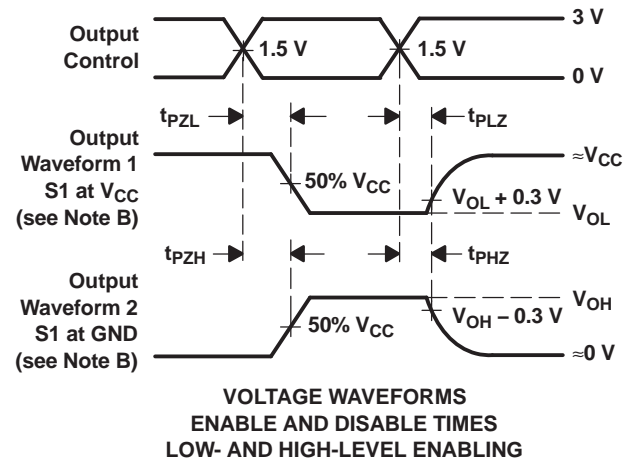 Output
Control
1.5 V
1.5 V
3 V
0 V
tPZL
tPLZ
Output
Waveform 1
S1 at VCC
(see Note B)
50% VCC
VOL + 0.3 V
≈VCC
VOL
tPZH
tPHZ
Output
Waveform 2
S1 at GND
(see Note B)
50% VCC
VOH − 0.3 V
VOH
≈0 V
VOLTAGE WAVEFORMS
ENABLE AND DISABLE TIMES
LOW- AND HIGH-LEVEL ENABLING